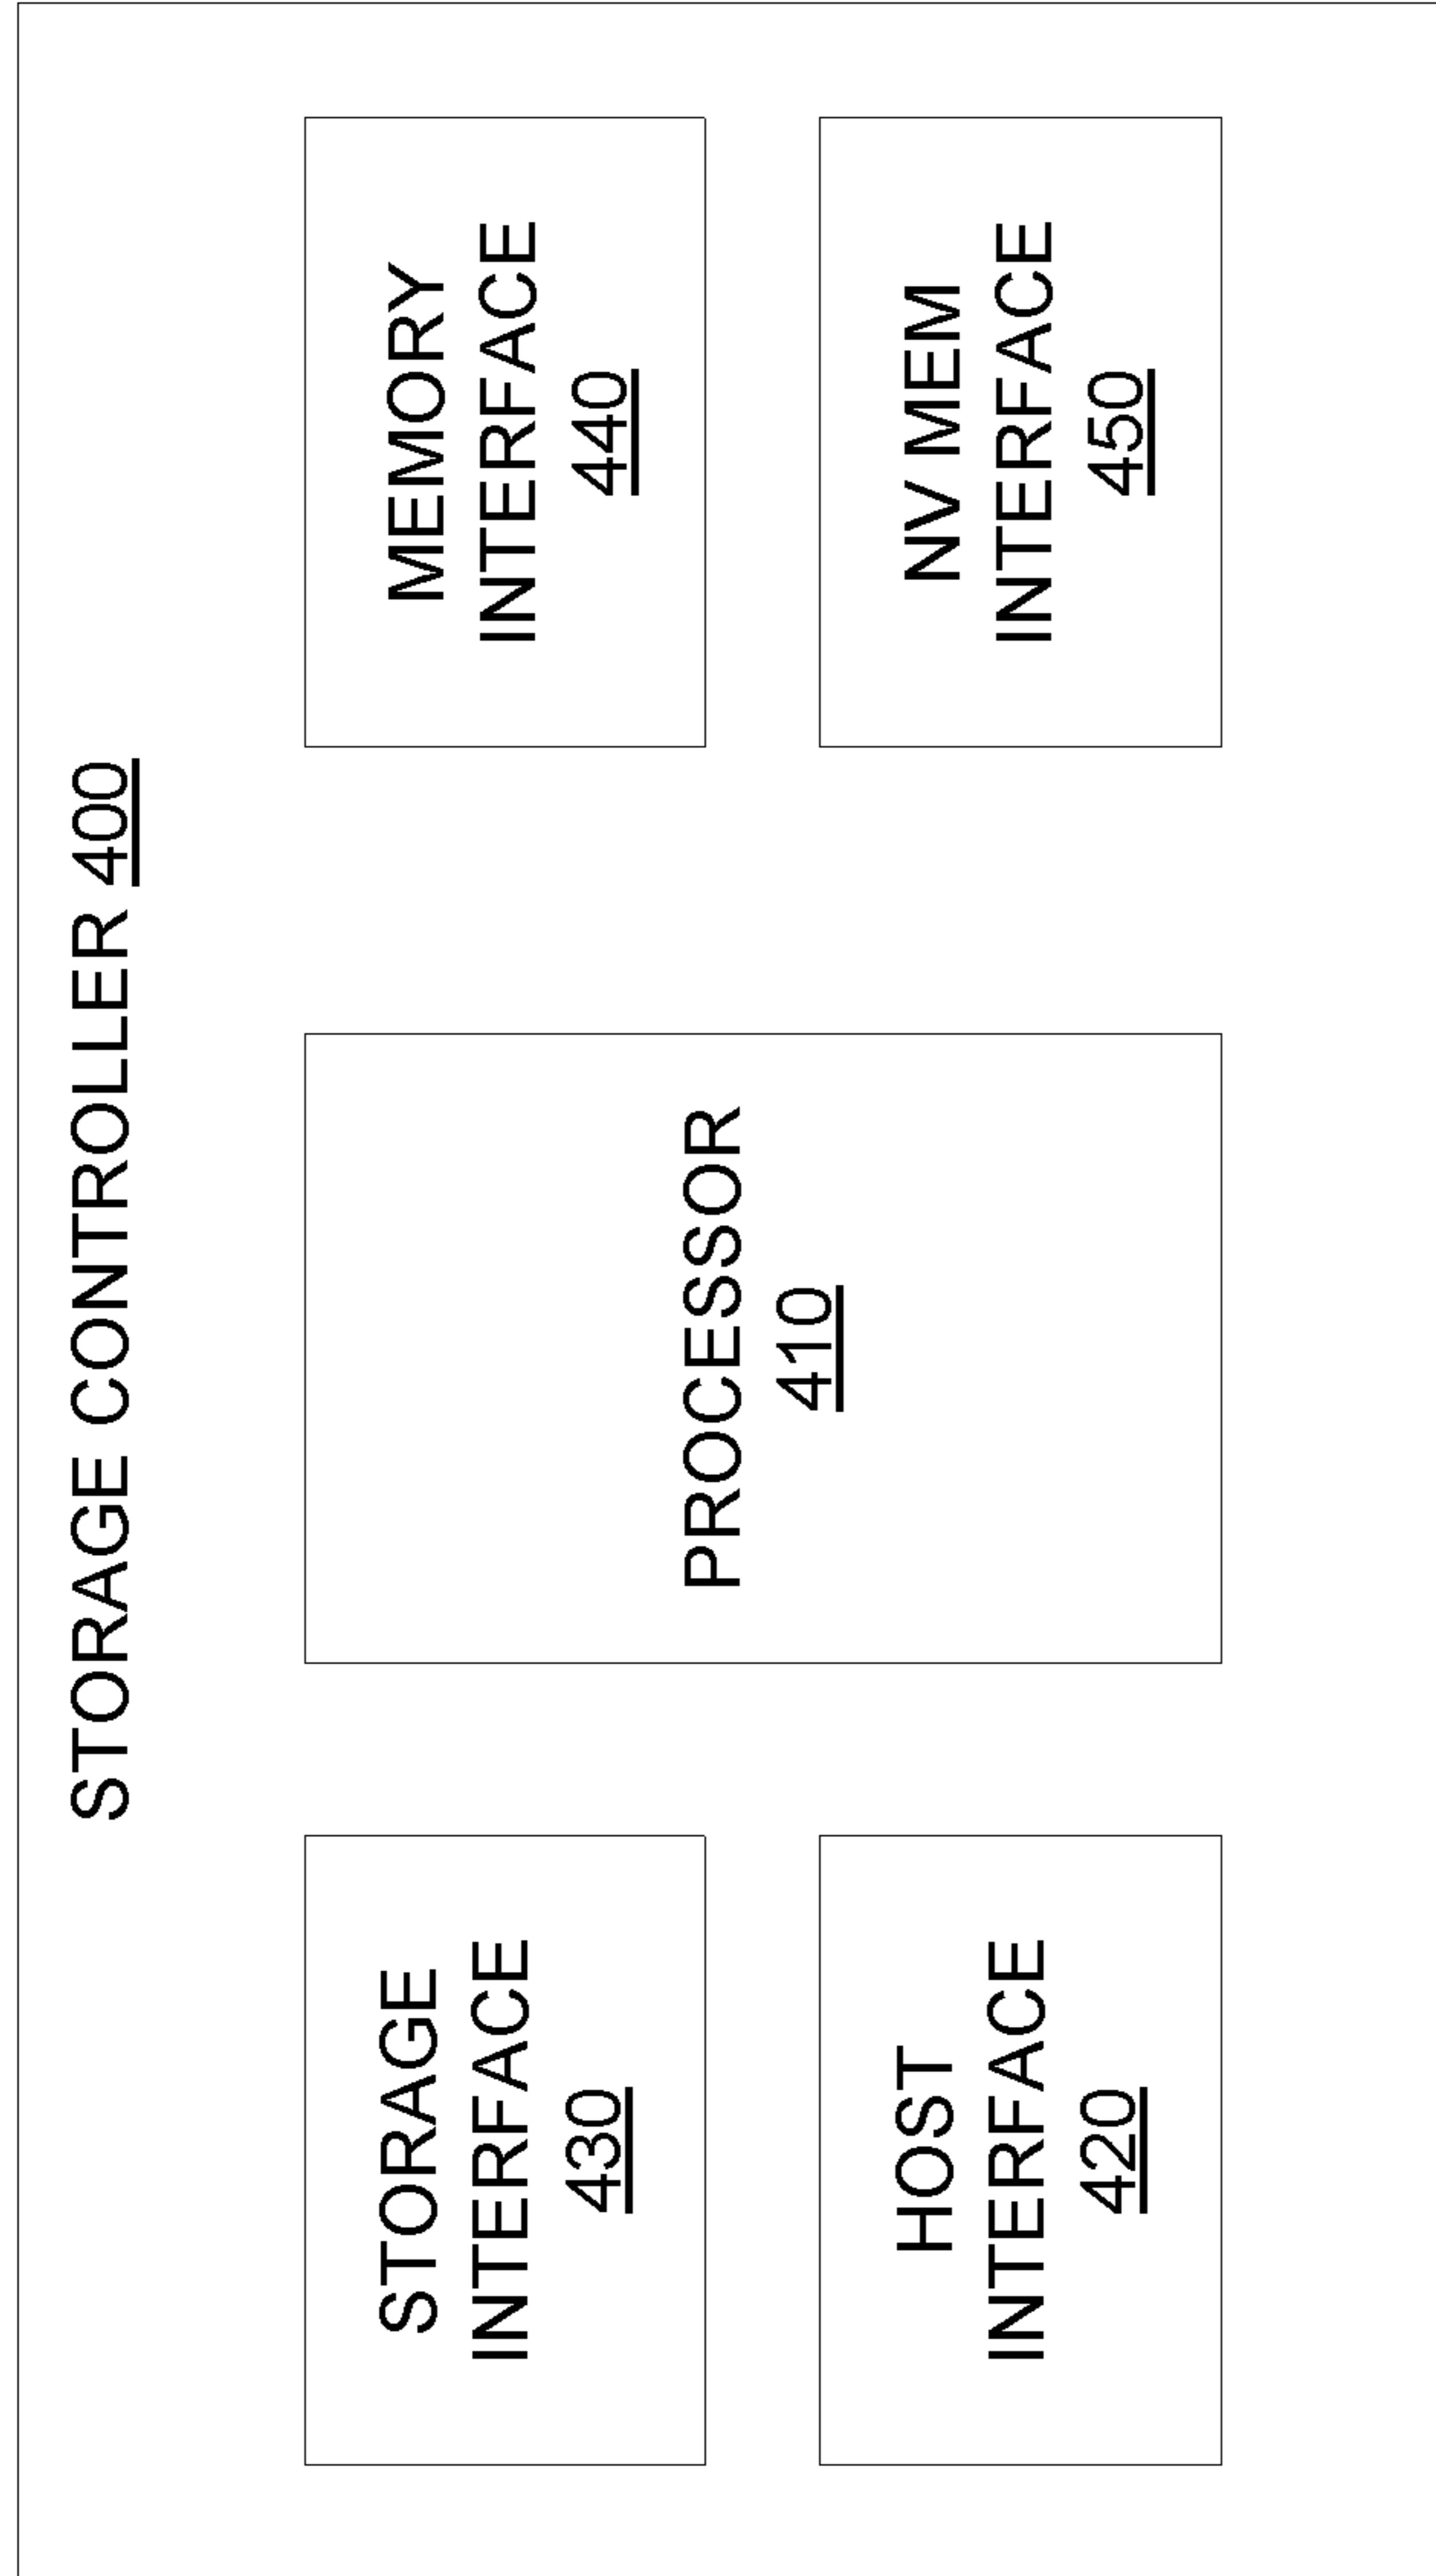 STORAGE CONTROLLER 400
STORAGE
INTERFACE
430
HOST
INTERFACE
420
PROCESSOR
410
MEMORY
INTERFACE
440
NV MEM
INTERFACE
450